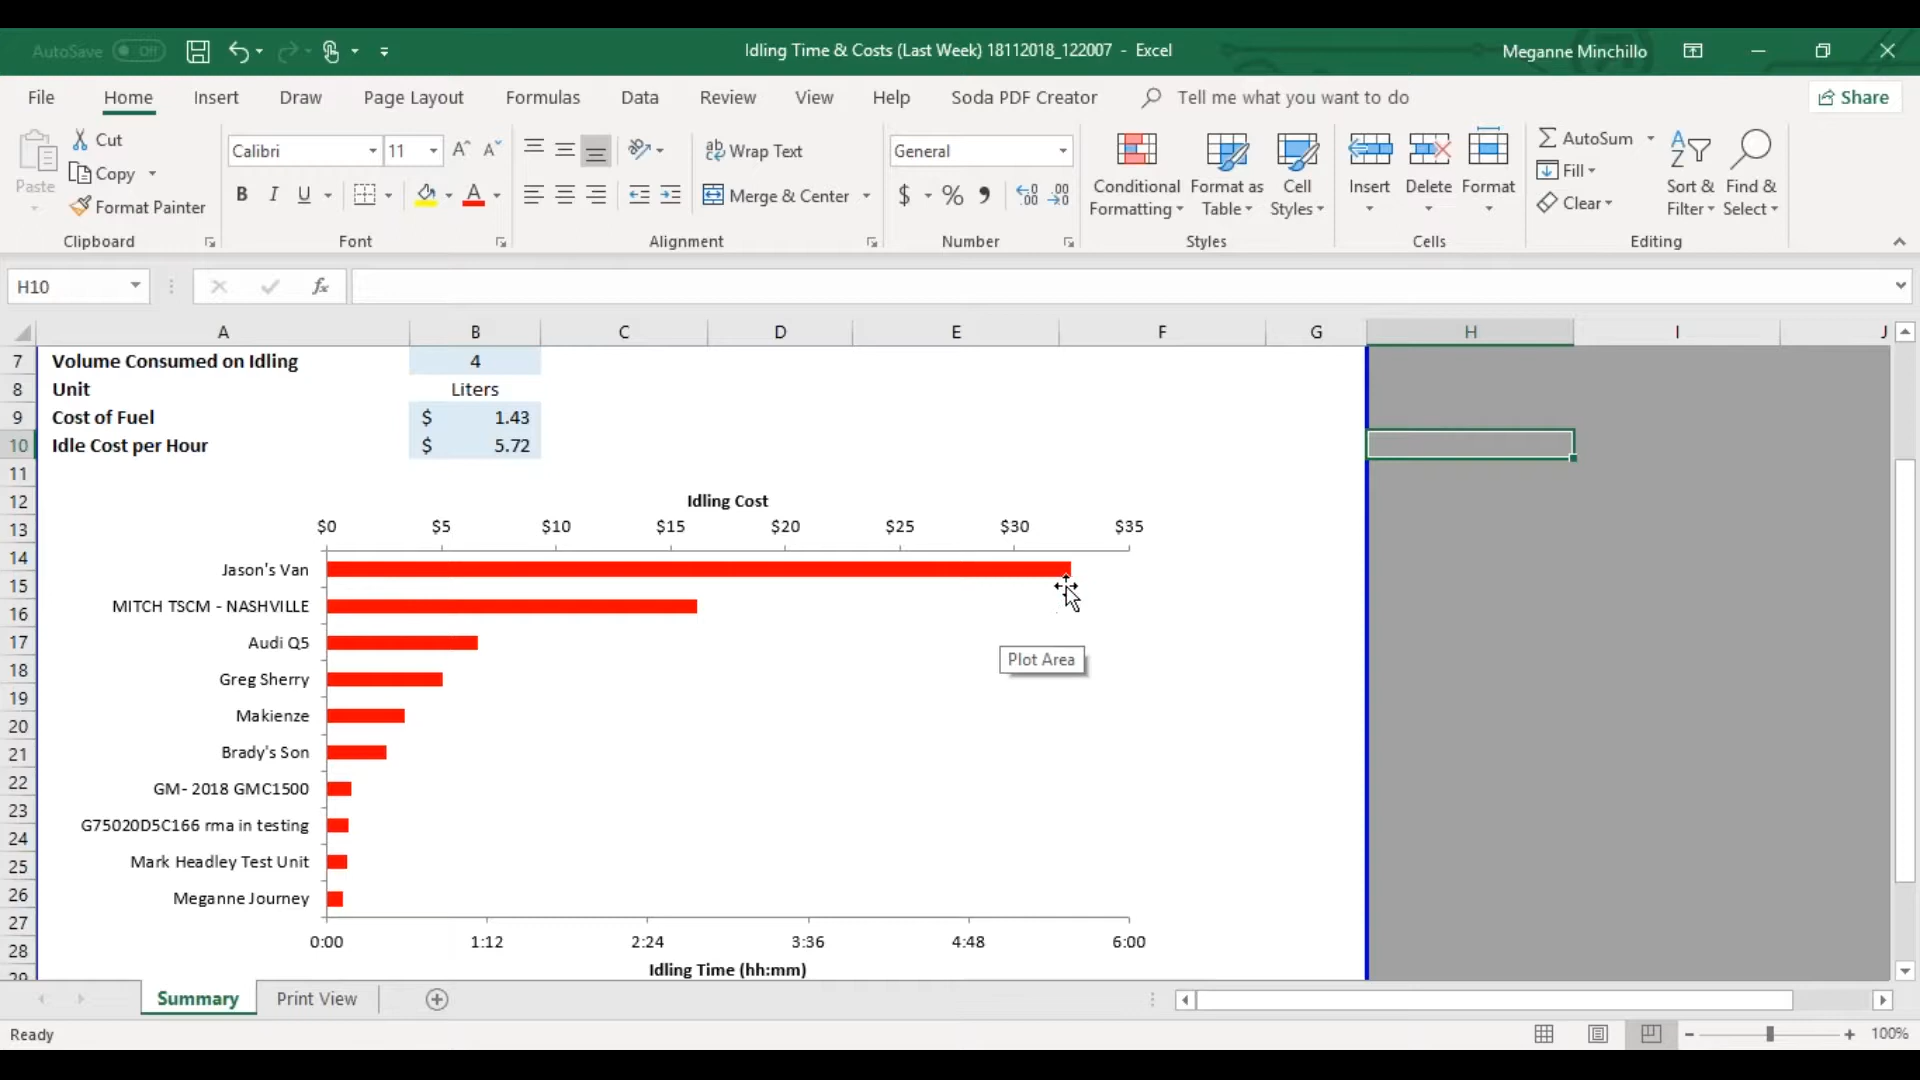 AutoSave Off
Idling Time & Costs (Last Week) 18112018_122007 - Excel
Meganne Minchillo
File Home Insert Draw Page Layout Formulas Data Review View Help Soda PDF Creator Tell me what you want to do Share
Paste
Cut
Copy
Format Painter
Clipboard
Calibri 11
B I U
Font
Wrap Text
Merge & Center
Alignment
General
$ % ,
Number
Conditional Formatting
Format as Table
Cell Styles
Styles
Insert
Delete
Format
Cells
AutoSum
Fill
Clear
Sort & Filter
Find & Select
Editing
H10
fx
A B C D E F G H I J
7 Volume Consumed on Idling 4
8 Unit Liters
9 Cost of Fuel $ 1.43
10 Idle Cost per Hour $ 5.72
11
12 Idling Cost
13 $0 $5 $10 $15 $20 $25 $30 $35
14 Jason's Van
15
16 MITCH TSCM - NASHVILLE
17 Audi Q5
Plot Area
18 Greg Sherry
19
20 Makienze
21 Brady's Son
22 GM- 2018 GMC1500
23
24 G75020D5C166 rma in testing
25 Mark Headley Test Unit
26 Meganne Journey
27
28 0:00 1:12 2:24 3:36 4:48 6:00
29 Idling Time (hh:mm)
Summary Print View
Ready
100%